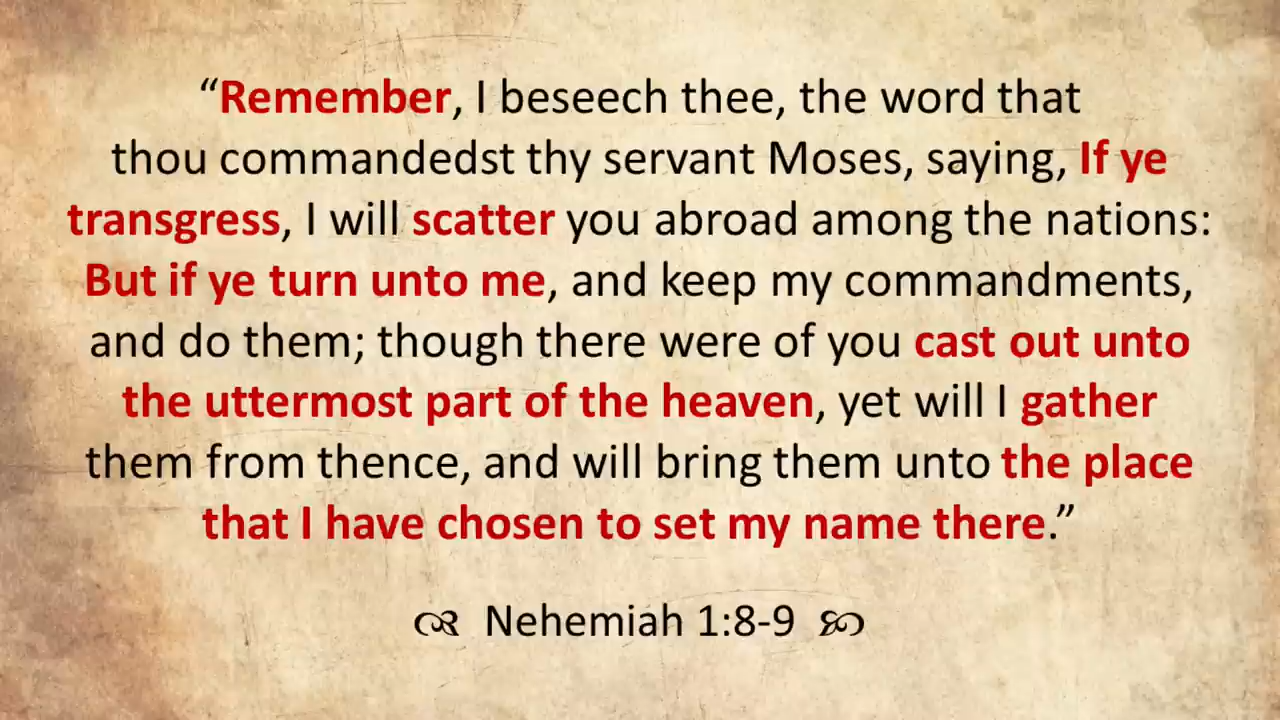 “Remember, I beseech thee, the word that
thou commandedst thy servant Moses, saying, If ye
transgress, I will scatter you abroad among the nations:
But if ye turn unto me, and keep my commandments,
and do them; though there were of you cast out unto
the uttermost part of the heaven, yet will I gather
them from thence, and will bring them unto the place
that I have chosen to set my name there.”
Nehemiah 1:8-9